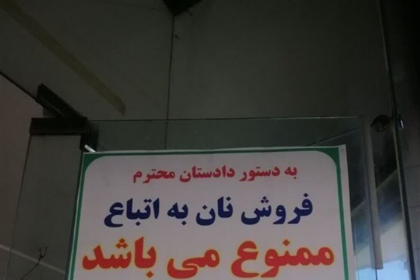 به دستور دادستان محترم
فروش نان به اتباع
ممنوع می باشد